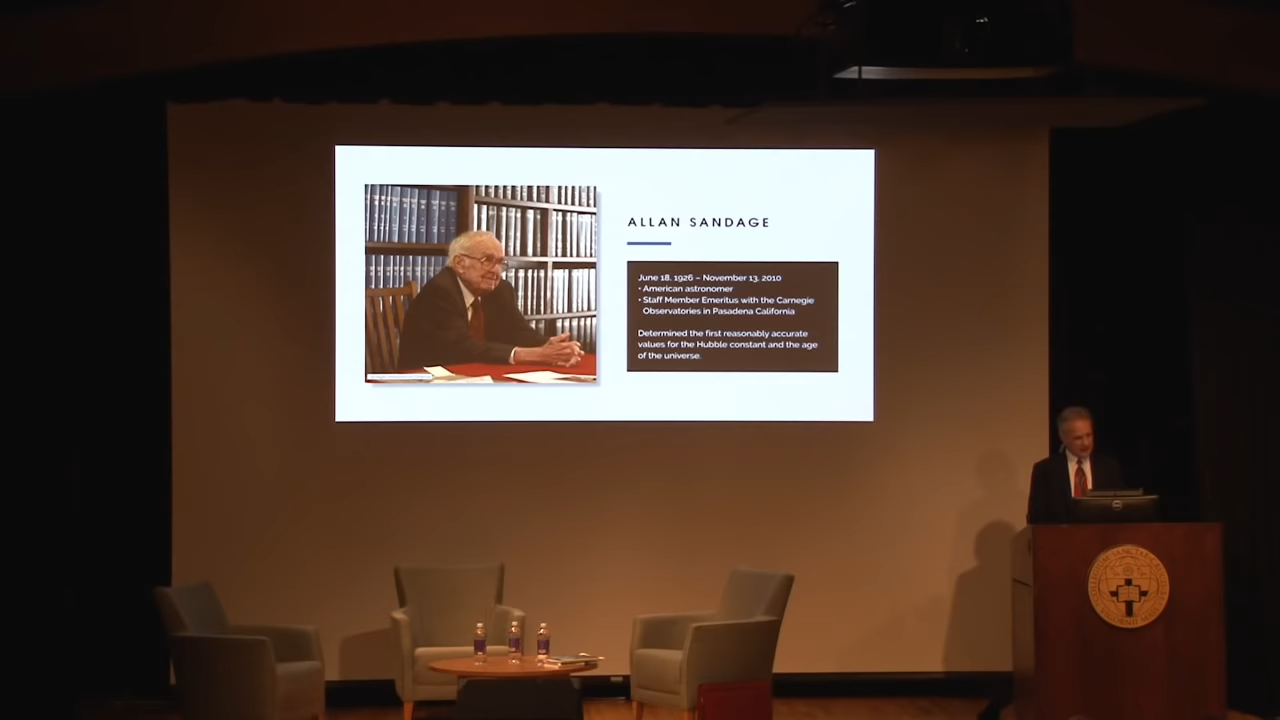 ALLAN SANDAGE
June 18, 1926 – November 13, 2010
• American astronomer
• Staff Member Emeritus with the Carnegie
Observatories in Pasadena California
Determined the first reasonably accurate
values for the Hubble constant and the age
of the universe.